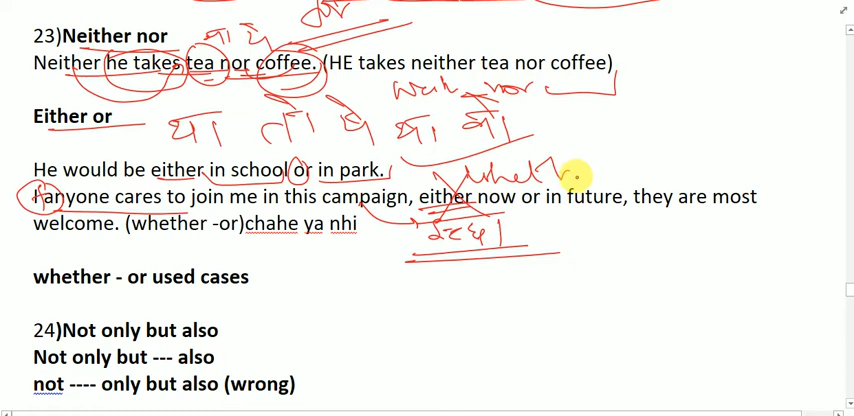 23)Neither nor
Neither he takes tea nor coffee. (HE takes neither tea nor coffee)
nor
Either or
या तो या
He would be either in school or in park.
If anyone cares to join me in this campaign, either now or in future, they are most
welcome. (whether -or)chahe ya nhi
whether - or used cases
24)Not only but also
Not only but --- also
not ---- only but also (wrong)